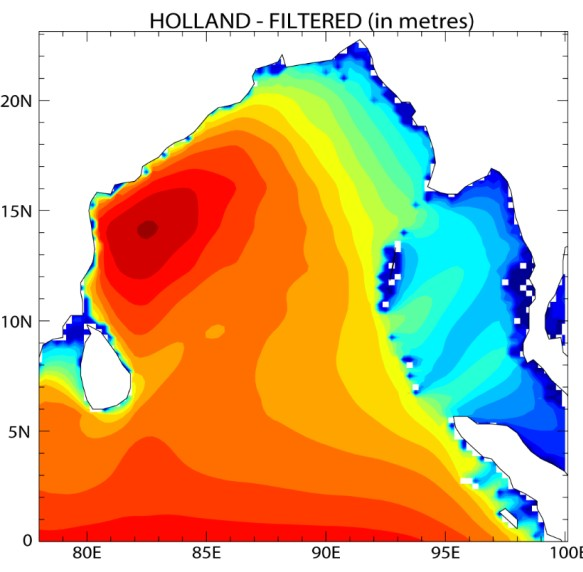 HOLLAND - FILTERED (in metres)
20N
15N
10N
5N
0
80E 85E 90E 95E 100E